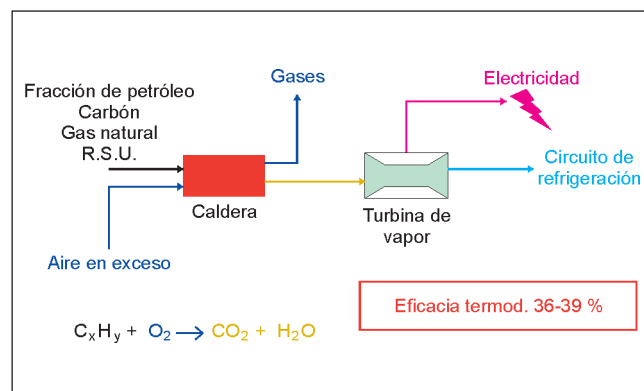 Fracción de petróleo
Carbón
Gas natural
R.S.U.
Gases
Electricidad
Caldera
Turbina de
vapor
Circuito de
refrigeración
Aire en exceso
Eficacia termod. 36-39 %
CₓHᵧ + O₂ → CO₂ + H₂O